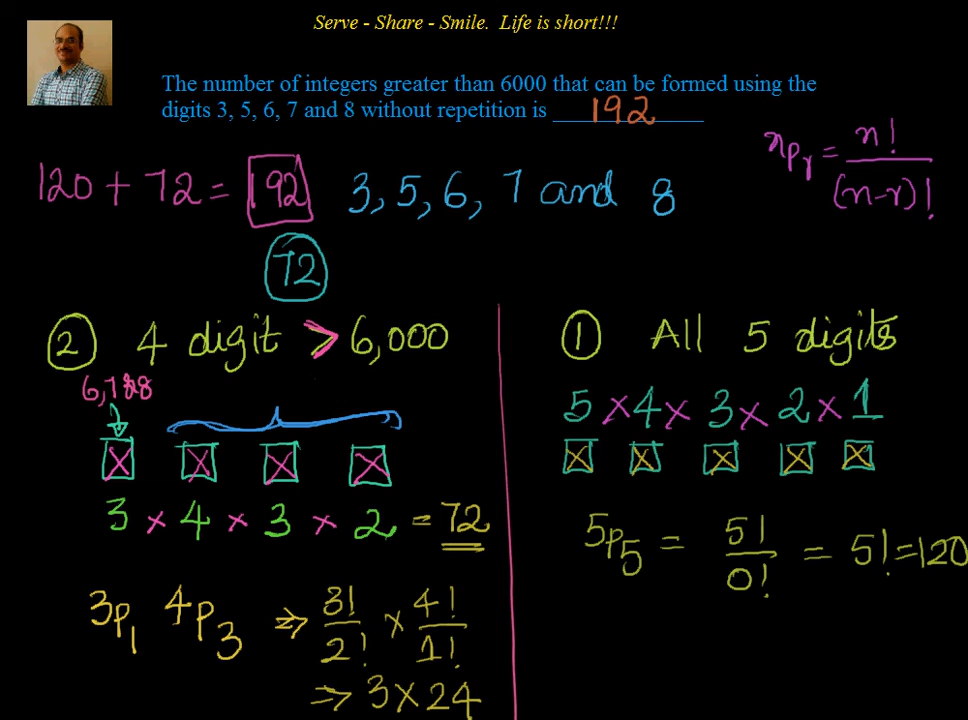 Serve - Share - Smile. Life is short!!!
The number of integers greater than 6000 that can be formed using the
digits 3, 5, 6, 7 and 8 without repetition is 192
nPr = n! / (n-r)!
120 + 72 = 192
3, 5, 6, 7 and 8
72
② 4 digit > 6,000
6,7&8
3 × 4 × 3 × 2 = 72
3P1 4P3 => 3!/2! × 4!/1!
=> 3 × 24
① All 5 digits
5 × 4 × 3 × 2 × 1
5P5 = 5!/0! = 5! = 120